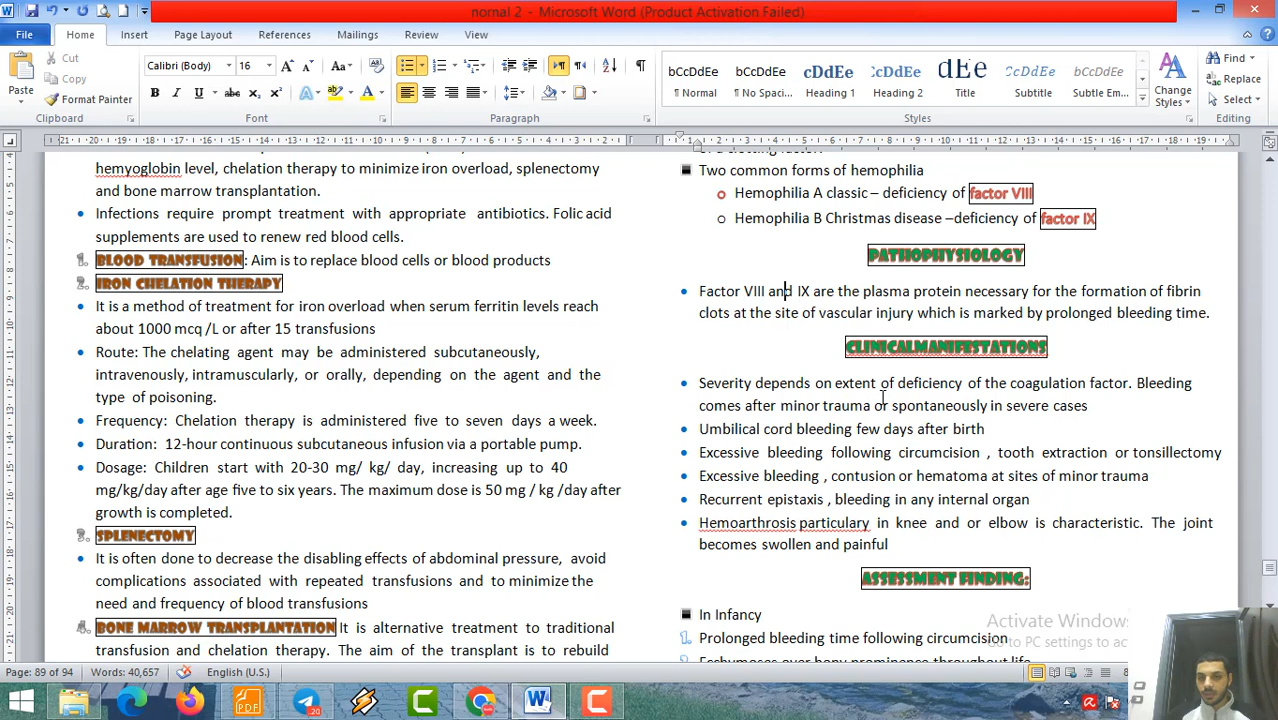 nornal 2 - Microsoft Word (Product Activation Failed)
File Home Insert Page Layout References Mailings Review View
Paste
Cut
Copy
Format Painter
Clipboard
Calibri (Body) 16
Font
Paragraph
AaBbCcDdEe
¶ Normal
¶ No Spaci...
Heading 1
Heading 2
Title
Subtitle
Subtle Em...
Change Styles
Styles
Find
Replace
Select
Editing
hemyoglobin level, chelation therapy to minimize iron overload, splenectomy
and bone marrow transplantation.
• Infections require prompt treatment with appropriate antibiotics. Folic acid
supplements are used to renew red blood cells.
1. BLOOD TRANSFUSION: Aim is to replace blood cells or blood products
2. IRON CHELATION THERAPY
• It is a method of treatment for iron overload when serum ferritin levels reach
about 1000 mcq /L or after 15 transfusions
• Route: The chelating agent may be administered subcutaneously,
intravenously, intramuscularly, or orally, depending on the agent and the
type of poisoning.
• Frequency: Chelation therapy is administered five to seven days a week.
• Duration: 12-hour continuous subcutaneous infusion via a portable pump.
• Dosage: Children start with 20-30 mg/ kg/ day, increasing up to 40
mg/kg/day after age five to six years. The maximum dose is 50 mg / kg /day after
growth is completed.
3. SPLENECTOMY
• It is often done to decrease the disabling effects of abdominal pressure, avoid
complications associated with repeated transfusions and to minimize the
need and frequency of blood transfusions
4. BONE MARROW TRANSPLANTATION It is alternative treatment to traditional
transfusion and chelation therapy. The aim of the transplant is to rebuild
■ Two common forms of hemophilia
o Hemophilia A classic – deficiency of factor VIII
o Hemophilia B Christmas disease –deficiency of factor IX
PATHOPHYSIOLOGY
• Factor VIII and IX are the plasma protein necessary for the formation of fibrin
clots at the site of vascular injury which is marked by prolonged bleeding time.
CLINICALMANIFESTATIONS
• Severity depends on extent of deficiency of the coagulation factor. Bleeding
comes after minor trauma or spontaneously in severe cases
• Umbilical cord bleeding few days after birth
• Excessive bleeding following circumcision , tooth extraction or tonsillectomy
• Excessive bleeding , contusion or hematoma at sites of minor trauma
• Recurrent epistaxis , bleeding in any internal organ
• Hemoarthrosis particulary in knee and or elbow is characteristic. The joint
becomes swollen and painful
ASSESSMENT FINDING:
■ In Infancy
1. Prolonged bleeding time following circumcision
Activate Windows
Go to PC settings to
Page: 89 of 94 Words: 40,657 English (U.S.)